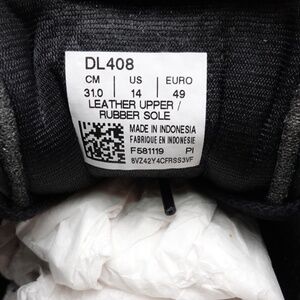 DL408
CM US EURO
31.0 14 49
LEATHER UPPER /
RUBBER SOLE
MADE IN INDONESIA
FABRIQUE EN INDONESIE
F581119 PI
8VZ42Y4CFRSS3VF